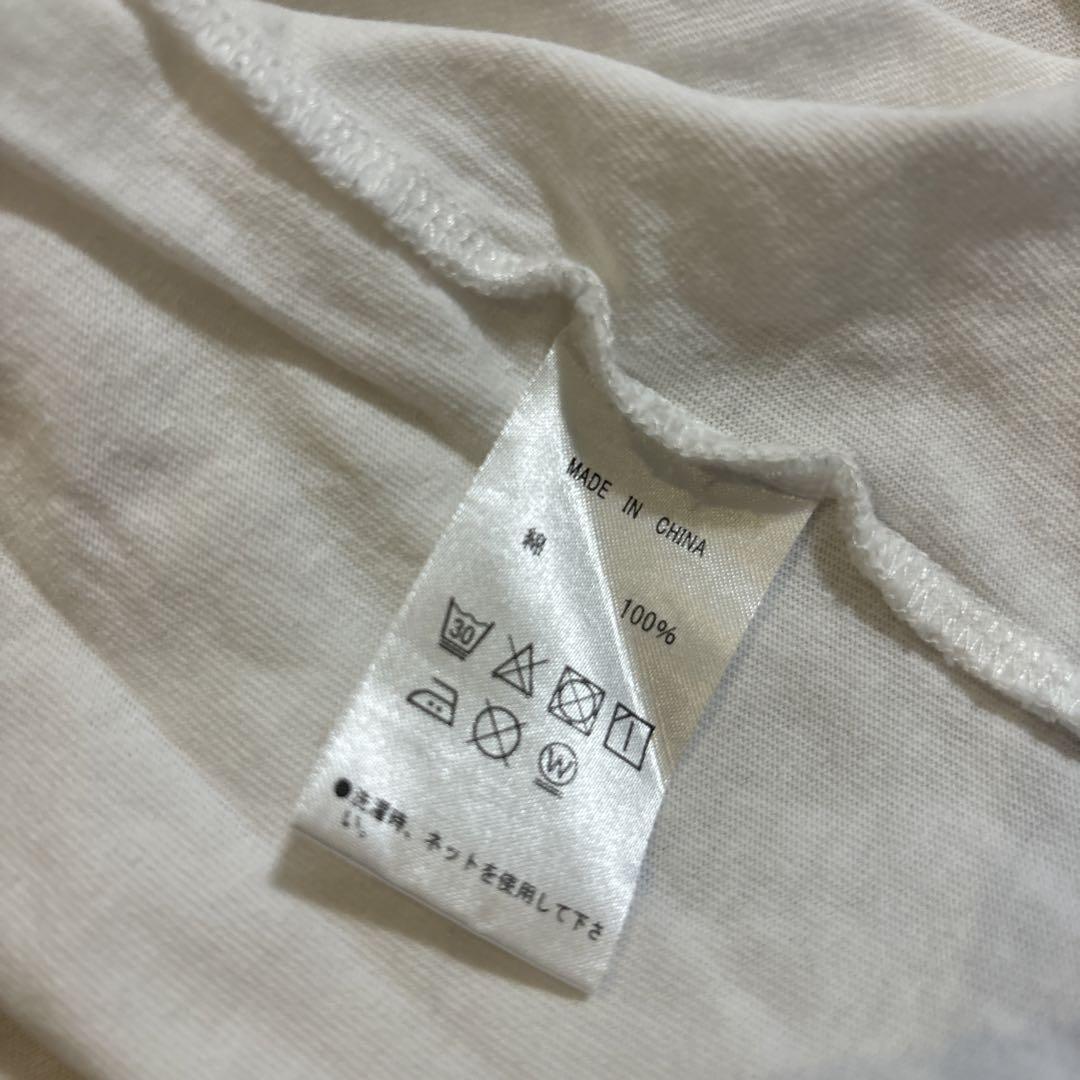 MADE IN CHINA
綿 100%
30
W
●洗濯時、ネットを使用して下さ
い。